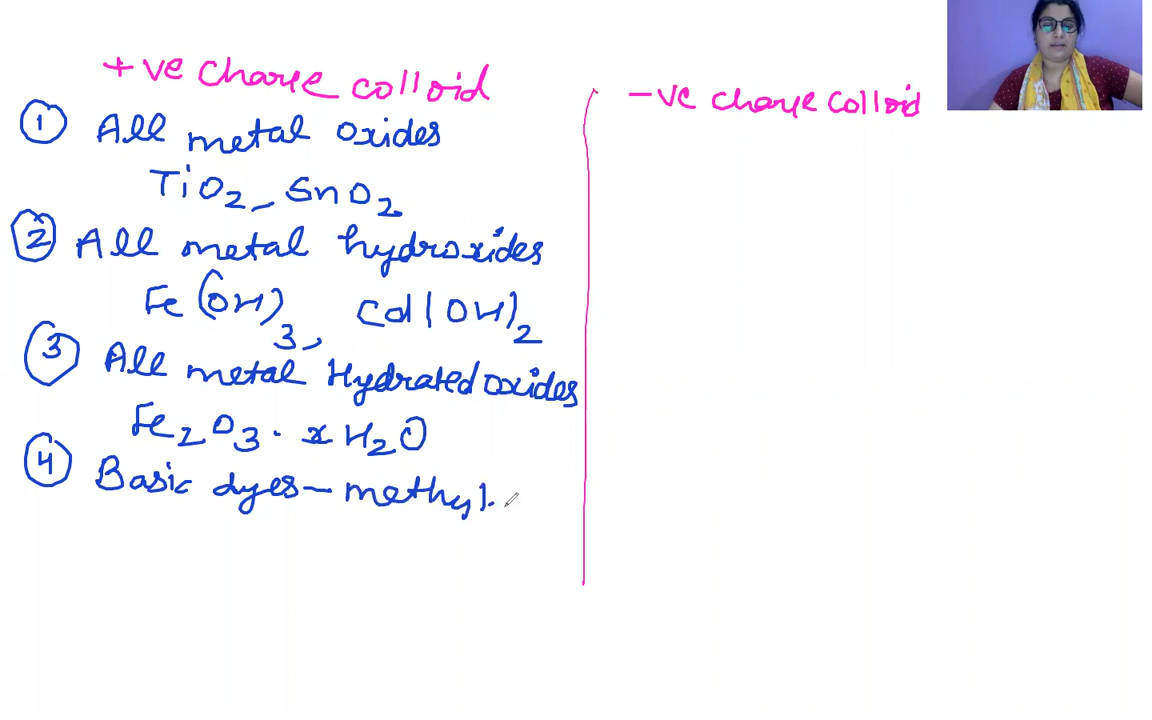 +ve charge colloid
① All metal oxides
TiO2, SnO2
② All metal hydroxides
Fe(OH)3, Cd(OH)2
③ All metal Hydrated oxides
Fe2O3. xH2O
④ Basic dyes - methyl.
-ve charge colloid